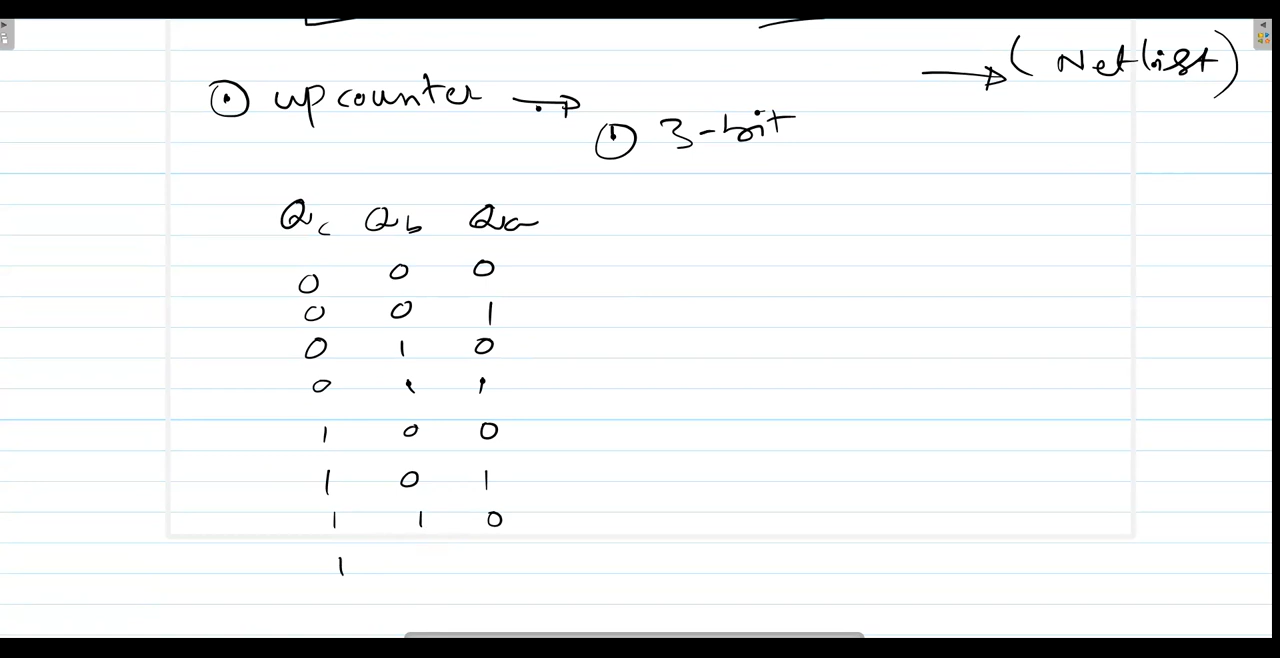 → (Netlist)
① upcounter →
① 3-bit
Qc Qb Qa
0 0 0
0 0 1
0 1 0
0 1 1
1 0 0
1 0 1
1 1 0
1